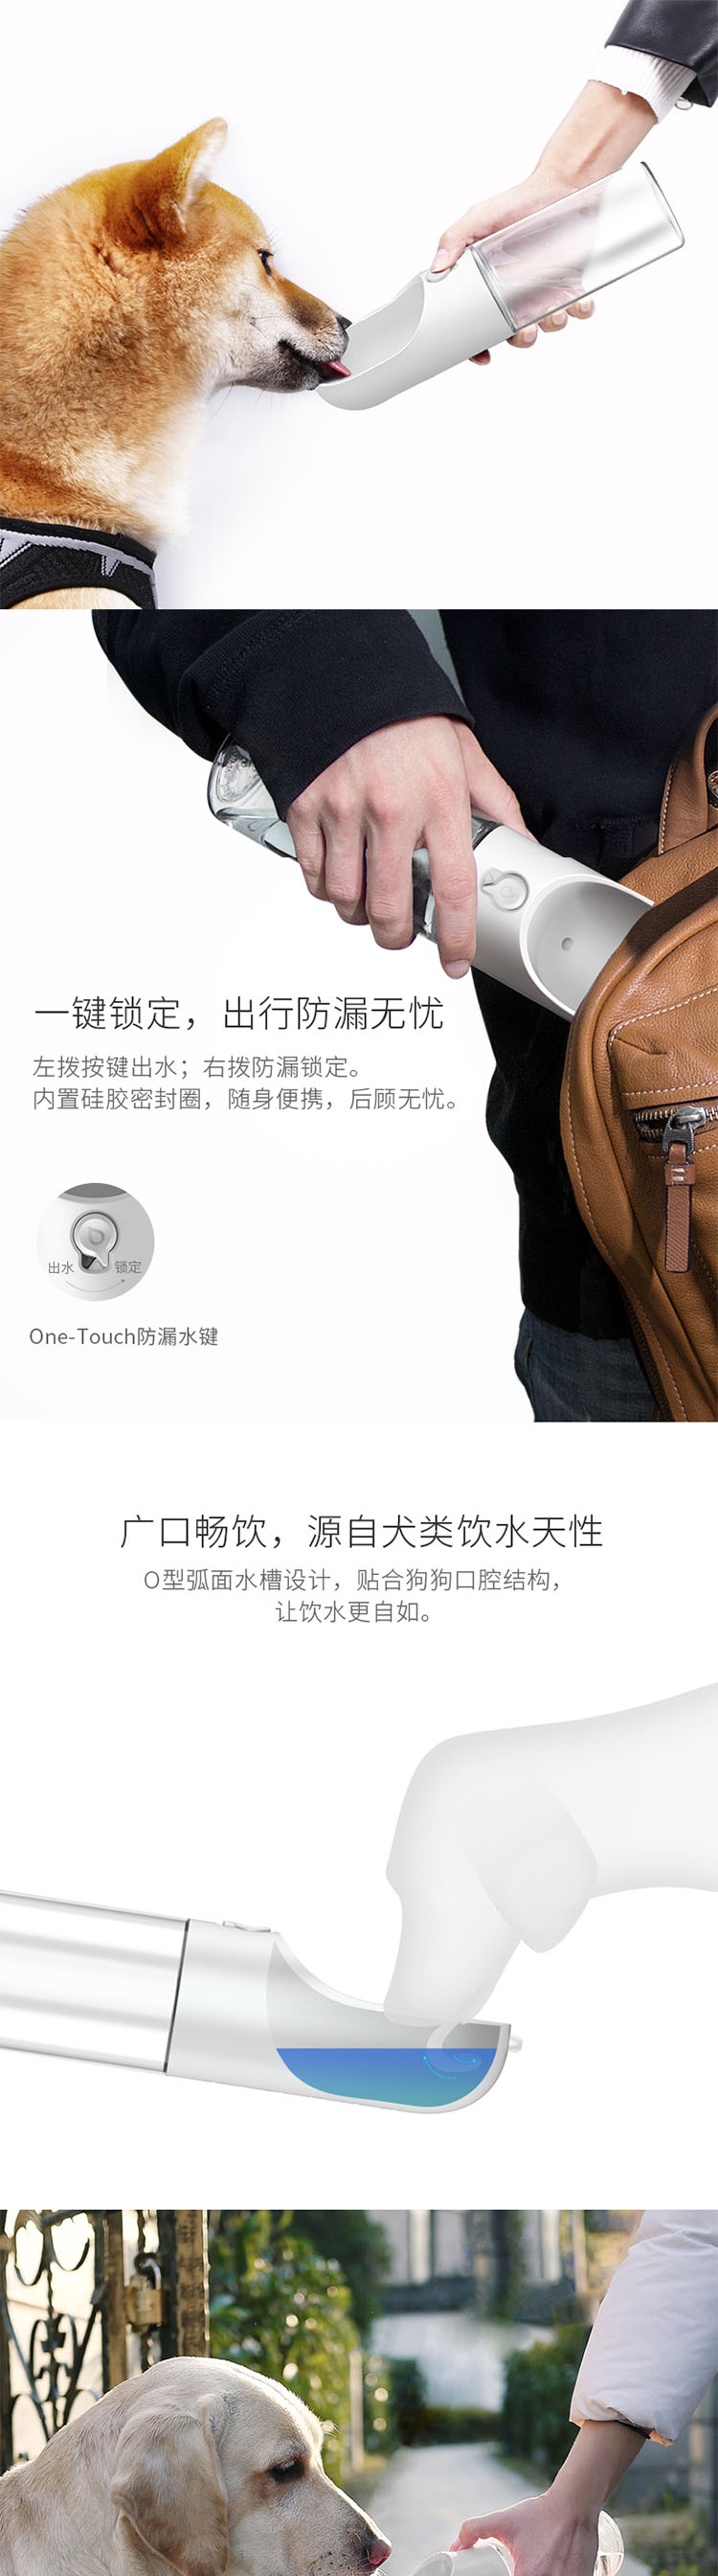 一键锁定，出行防漏无忧
左拨按键出水；右拨防漏锁定。
内置硅胶密封圈，随身便携，后顾无忧。
出水
锁定
One-Touch防漏水键
广口畅饮，源自犬类饮水天性
O型弧面水槽设计，贴合狗狗口腔结构，
让饮水更自如。